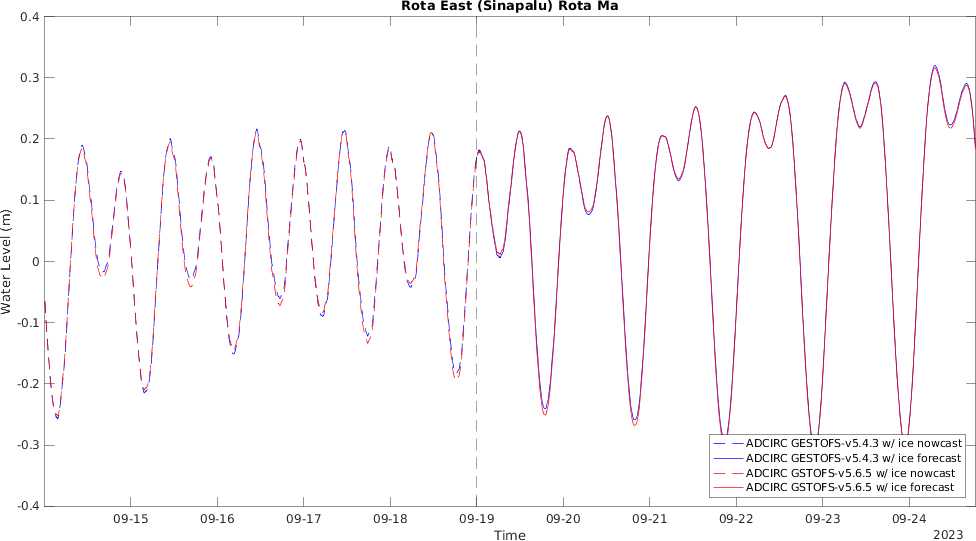 Rota East (Sinapalu) Rota Ma
0.4
0.3
0.2
0.1
0
-0.1
-0.2
-0.3
-0.4
Water Level (m)
ADCIRC GESTOFS-v5.4.3 w/ ice nowcast
ADCIRC GESTOFS-v5.4.3 w/ ice forecast
ADCIRC GSTOFS-v5.6.5 w/ ice nowcast
ADCIRC GSTOFS-v5.6.5 w/ ice forecast
09-15 09-16 09-17 09-18 09-19 09-20 09-21 09-22 09-23 09-24
Time
2023